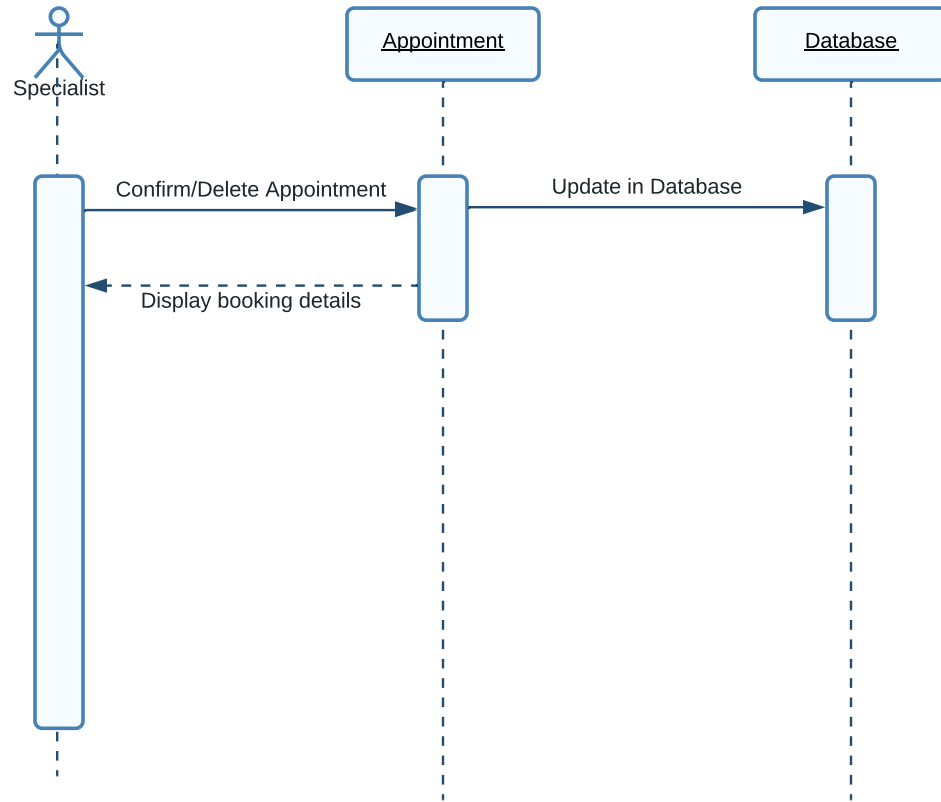 Specialist
Appointment
Database
Confirm/Delete Appointment
Update in Database
Display booking details